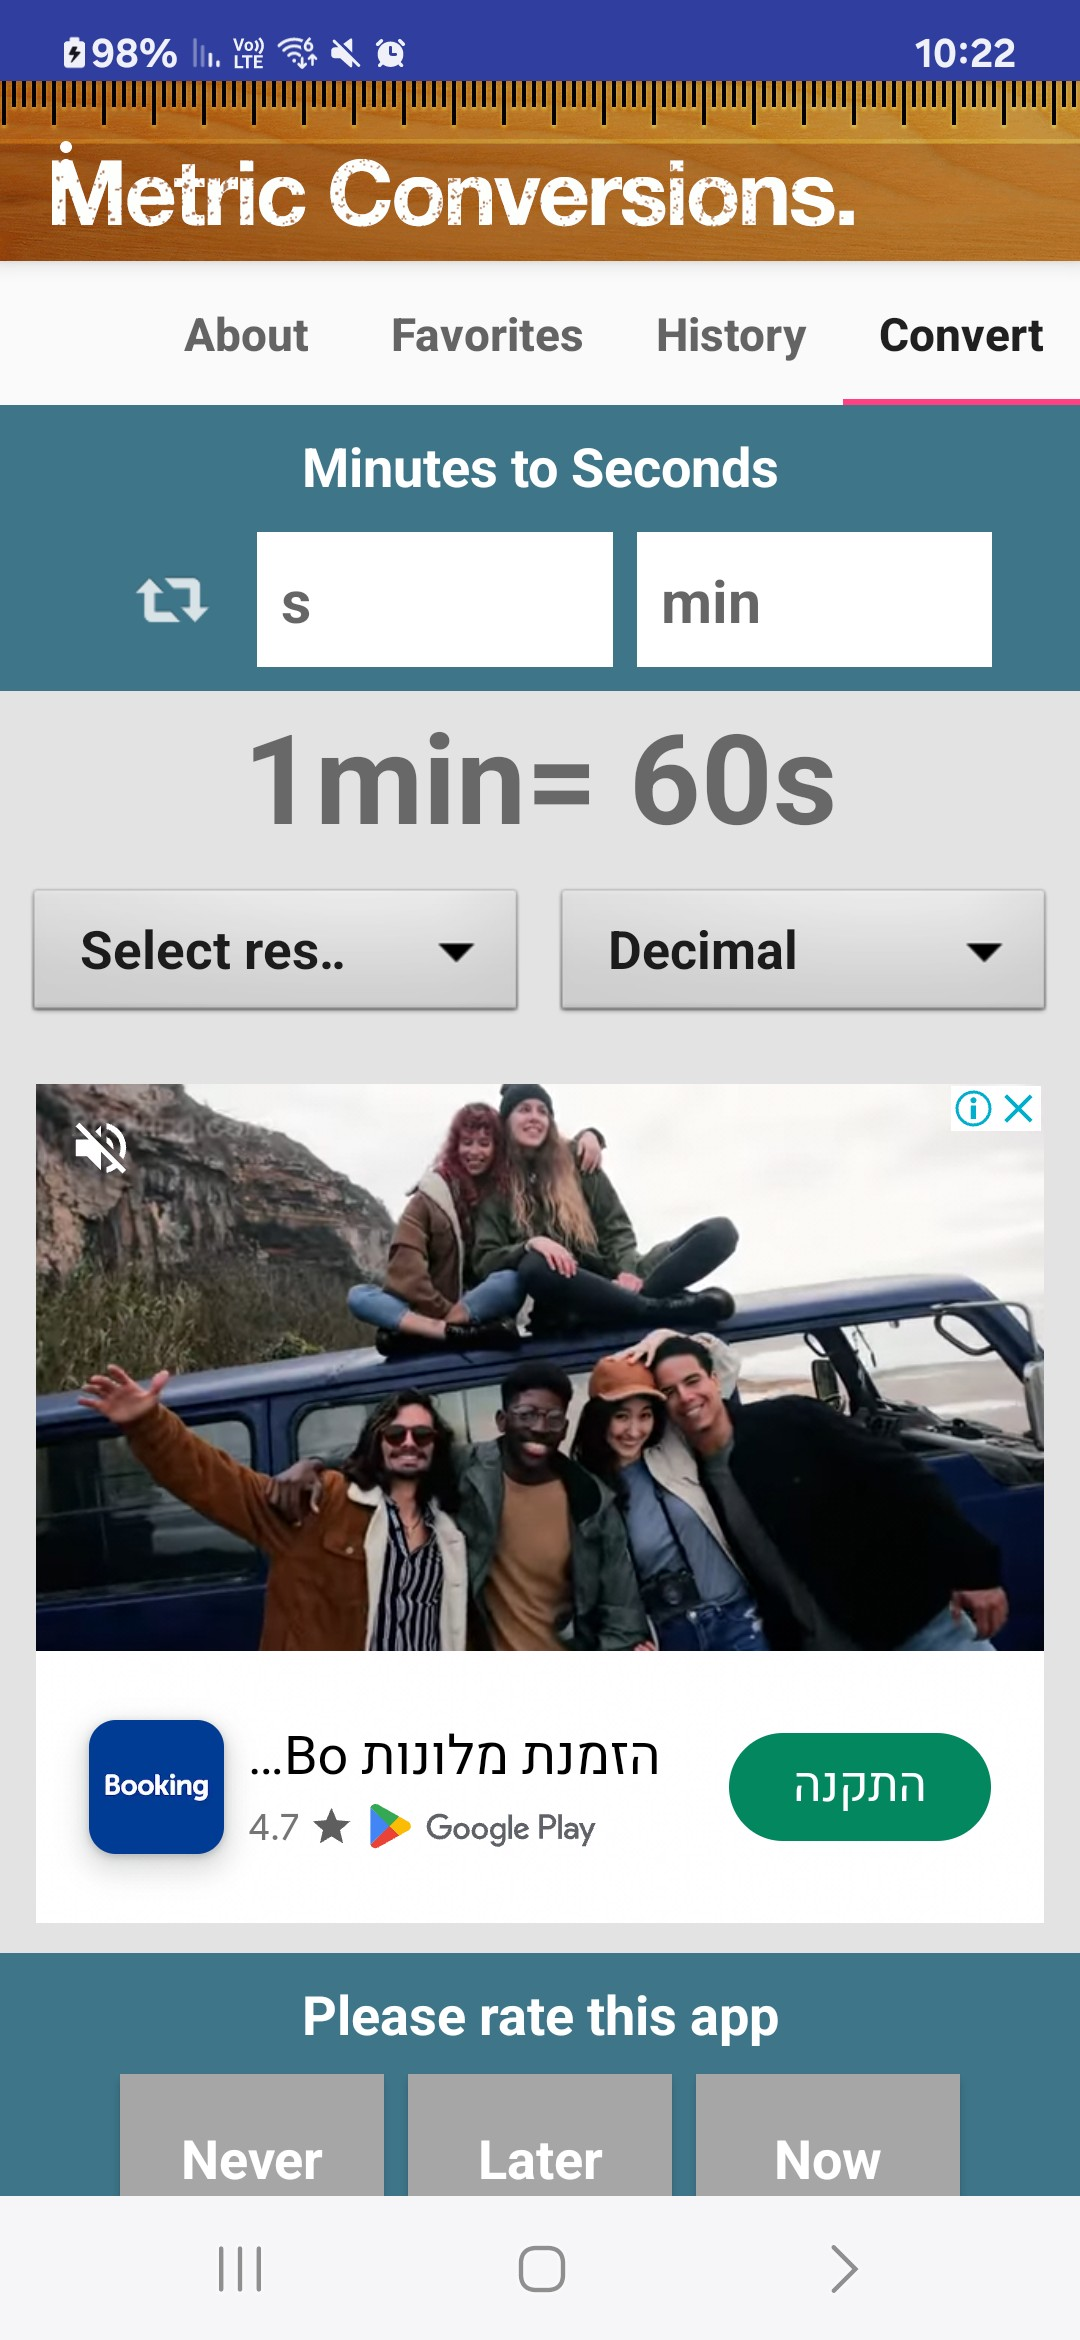 98% Vo)) LTE 6 10:22
Metric Conversions.
About Favorites History Convert
Minutes to Seconds
s min
1min= 60s
Select res.. Decimal
הזמנת מלונות Bo...
Booking
4.7 ★ Google Play
התקנה
Please rate this app
Never Later Now